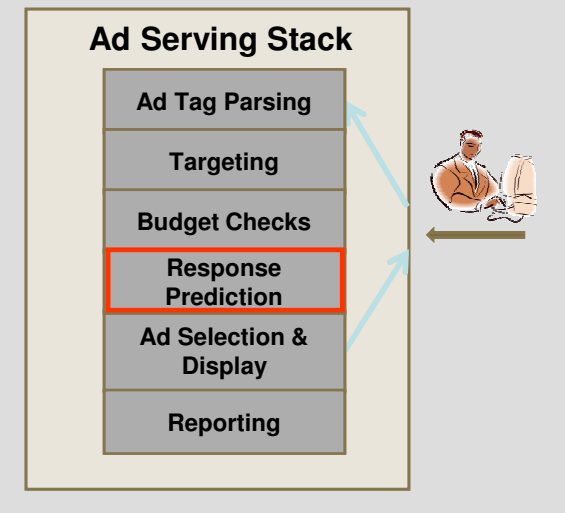 Ad Serving Stack
Ad Tag Parsing
Targeting
Budget Checks
Response
Prediction
Ad Selection &
Display
Reporting